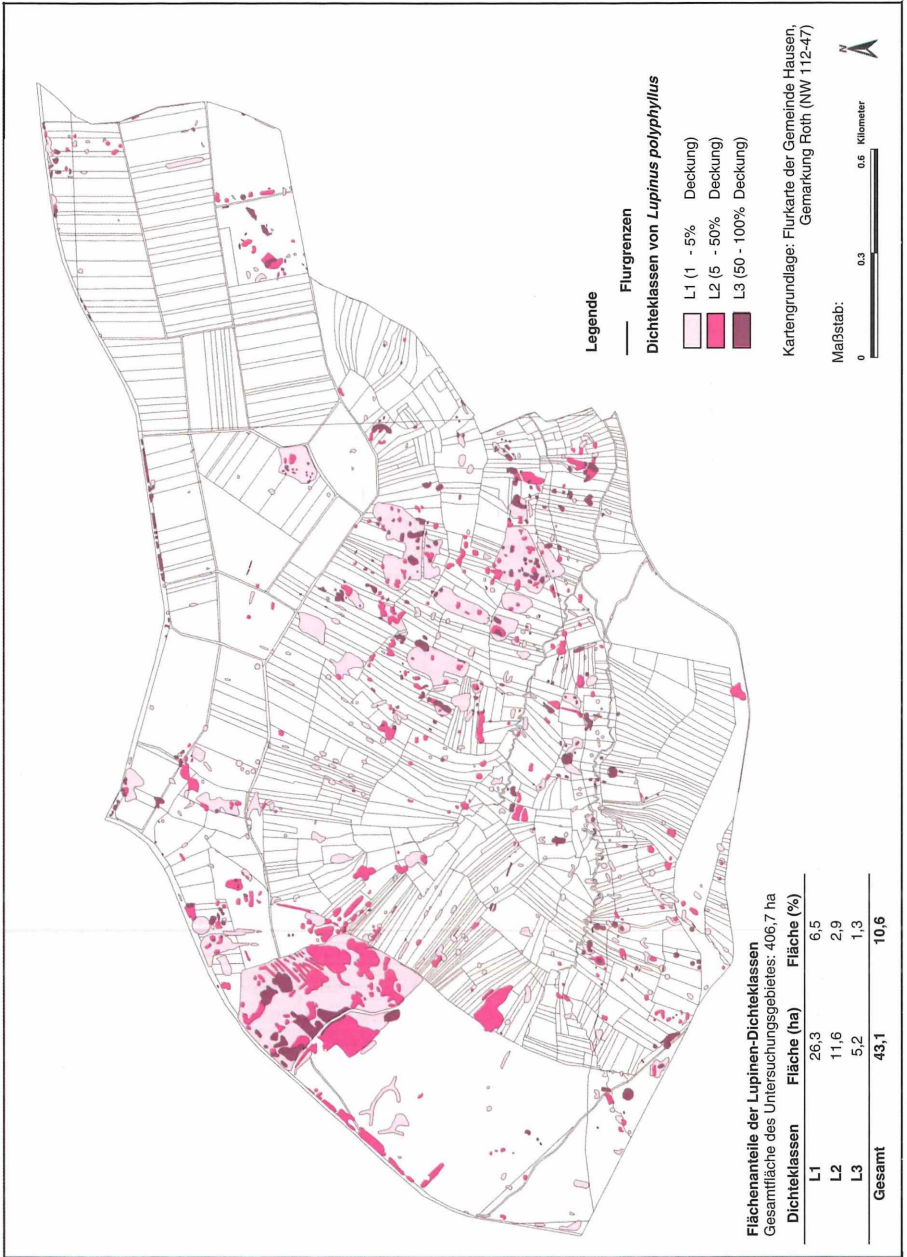 Legende
Flurgrenzen
Dichteklassen von Lupinus polyphyllus
L1 (1 - 5% Deckung)
L2 (5 - 50% Deckung)
L3 (50 - 100% Deckung)
Kartengrundlage: Flurkarte der Gemeinde Hausen,
Gemarkung Roth (NW 112-47)
Maßstab:
0 0.3 0.6 Kilometer
N
Flächenanteile der Lupinen-Dichteklassen
Gesamtfläche des Untersuchungsgebietes: 406,7 ha
Dichteklassen Fläche (ha) Fläche (%)
L1 26,3 6,5
L2 11,6 2,9
L3 5,2 1,3
Gesamt 43,1 10,6